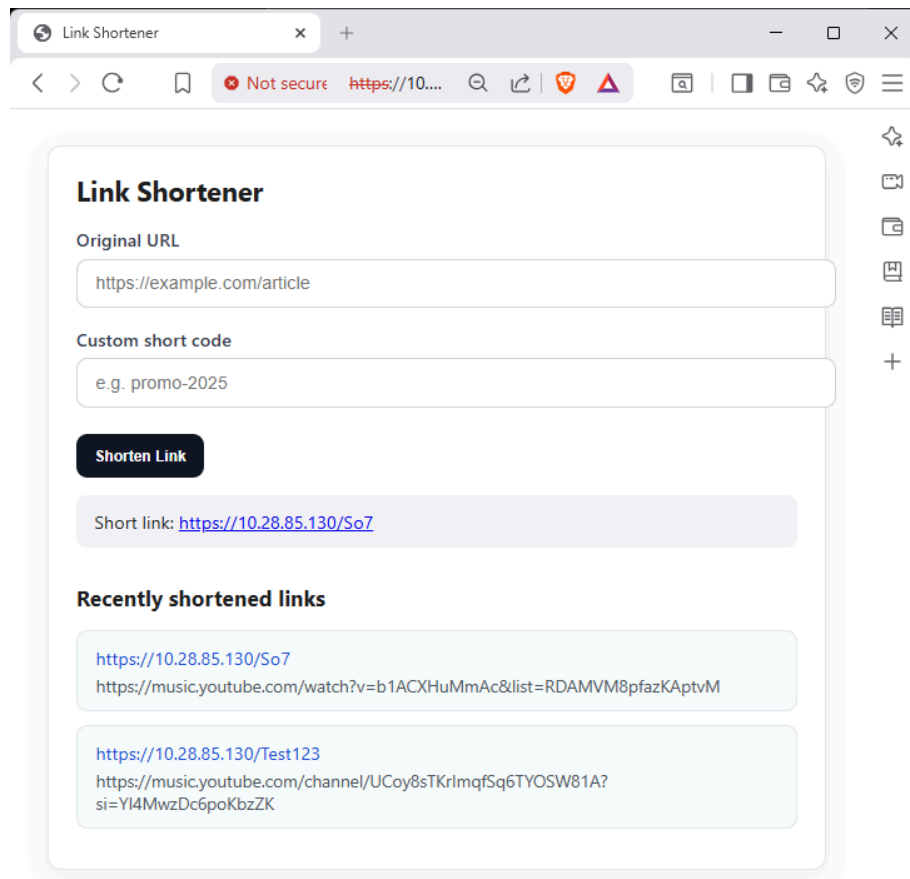 Link Shortener
Not secure https://10....
Link Shortener
Original URL
https://example.com/article
Custom short code
e.g. promo-2025
Shorten Link
Short link: https://10.28.85.130/So7
Recently shortened links
https://10.28.85.130/So7
https://music.youtube.com/watch?v=b1ACXHuMmAc&list=RDAMVM8pfazKAptvM
https://10.28.85.130/Test123
https://music.youtube.com/channel/UCoy8sTKrImqfSq6TYOSW81A?
si=Yl4MwzDc6poKbzZK